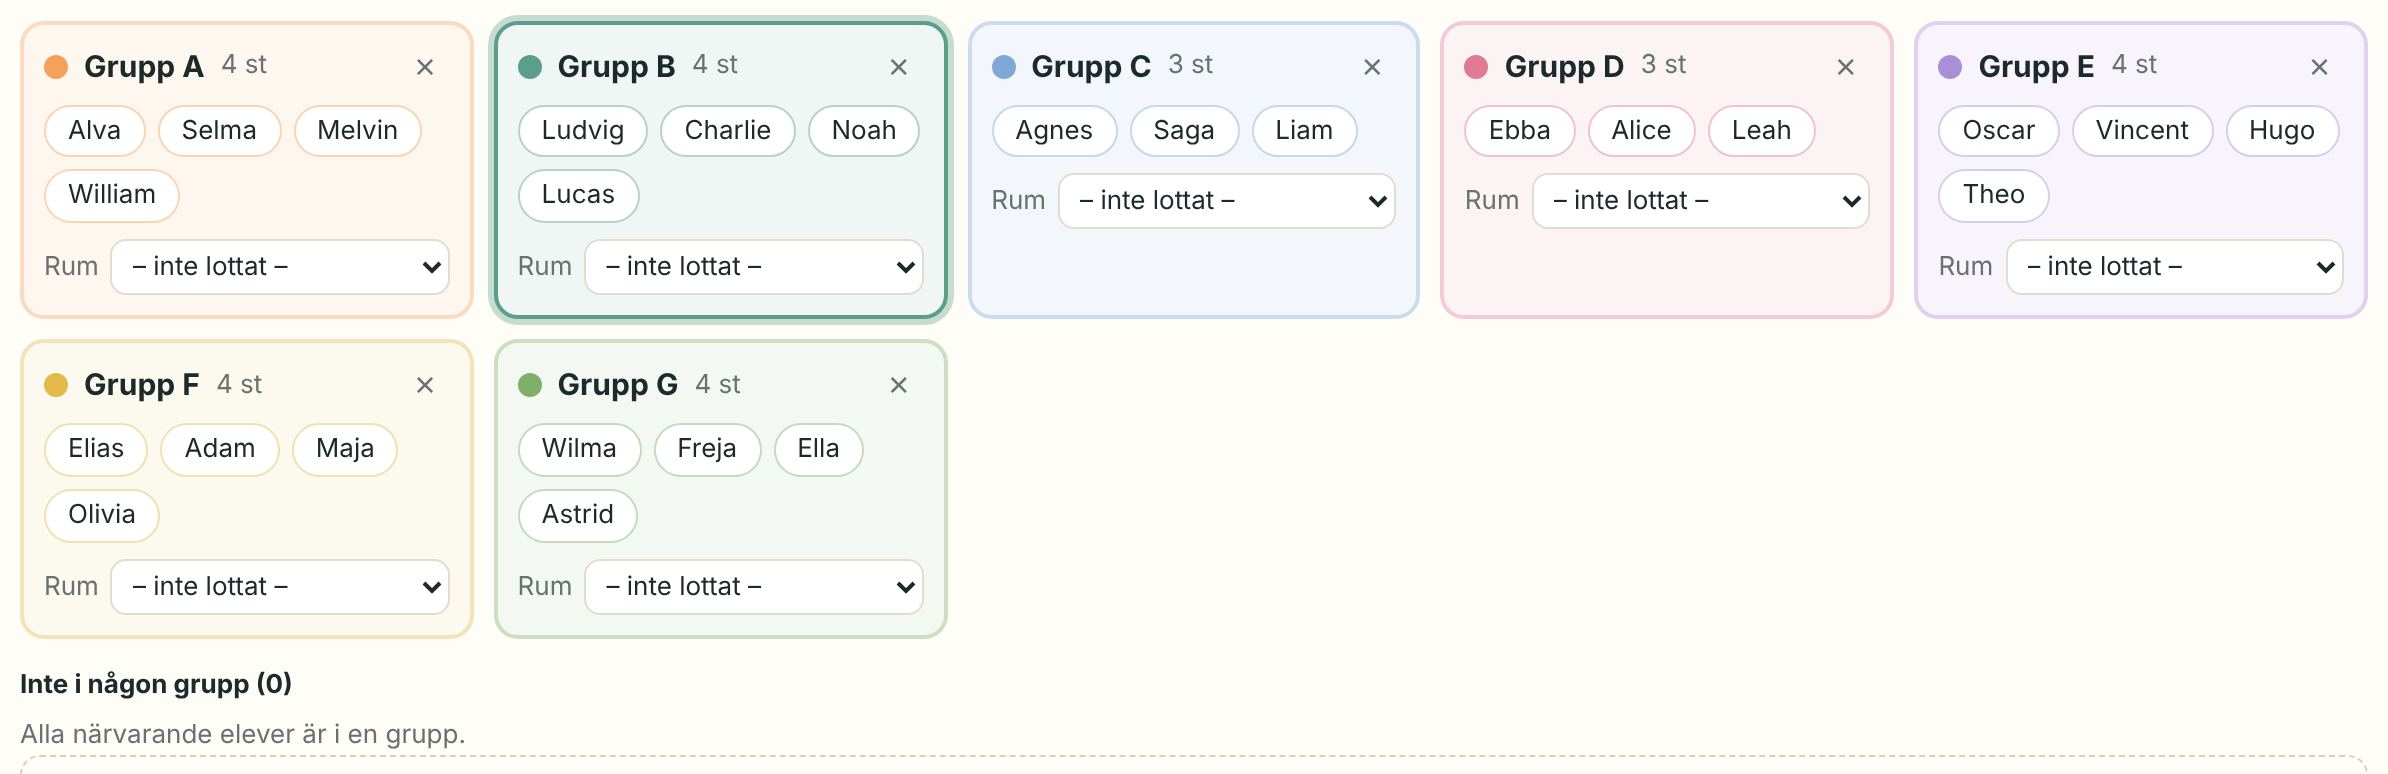 Grupp A 4 st ×
Alva Selma Melvin
William
Rum – inte lottat –
Grupp B 4 st ×
Ludvig Charlie Noah
Lucas
Rum – inte lottat –
Grupp C 3 st ×
Agnes Saga Liam
Rum – inte lottat –
Grupp D 3 st ×
Ebba Alice Leah
Rum – inte lottat –
Grupp E 4 st ×
Oscar Vincent Hugo
Theo
Rum – inte lottat –
Grupp F 4 st ×
Elias Adam Maja
Olivia
Rum – inte lottat –
Grupp G 4 st ×
Wilma Freja Ella
Astrid
Rum – inte lottat –
Inte i någon grupp (0)
Alla närvarande elever är i en grupp.